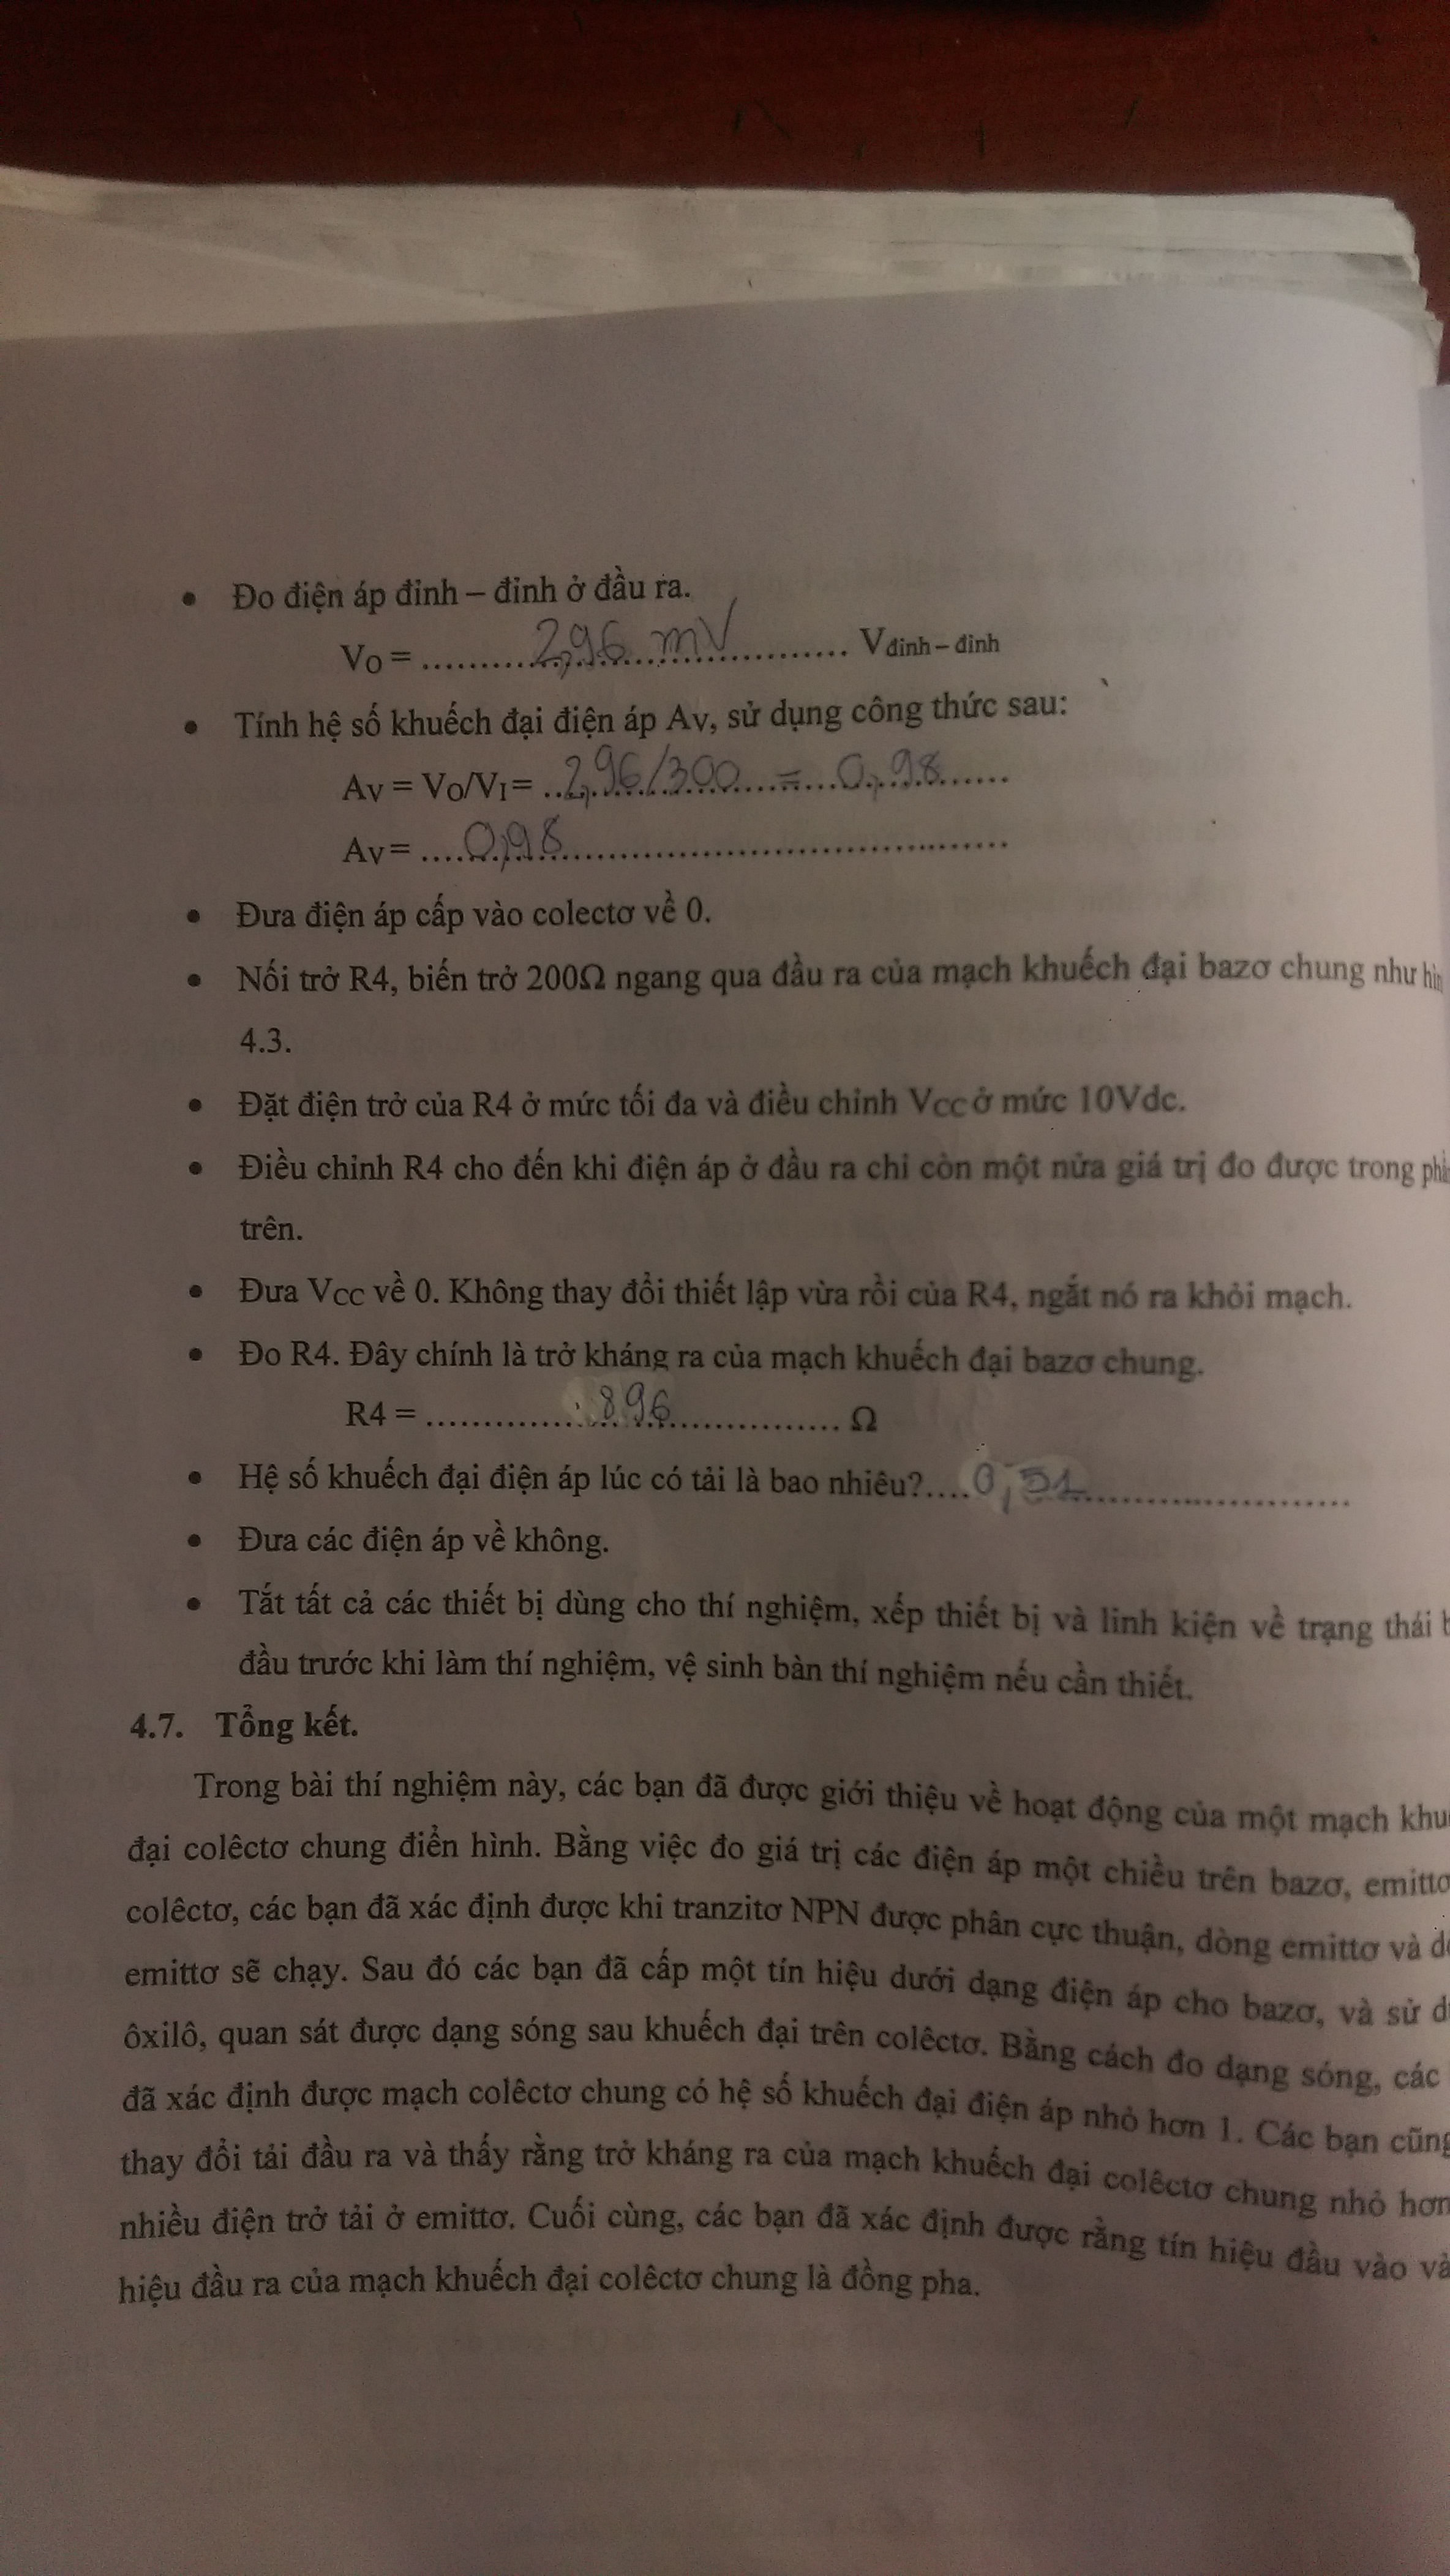 • Đo điện áp đỉnh – đỉnh ở đầu ra.
VO = ..........2,96 mV.......... Vđỉnh – đỉnh
• Tính hệ số khuếch đại điện áp AV, sử dụng công thức sau:
AV = VO/VI= ..2,96/300...=...0,98......
AV= ....0,98..............................
• Đưa điện áp cấp vào colectơ về 0.
• Nối trở R4, biến trở 200Ω ngang qua đầu ra của mạch khuếch đại bazơ chung như
4.3.
• Đặt điện trở của R4 ở mức tối đa và điều chỉnh VCC ở mức 10Vdc.
• Điều chỉnh R4 cho đến khi điện áp ở đầu ra chỉ còn một nửa giá trị đo được trong
trên.
• Đưa VCC về 0. Không thay đổi thiết lập vừa rồi của R4, ngắt nó ra khỏi mạch.
• Đo R4. Đây chính là trở kháng ra của mạch khuếch đại bazơ chung.
R4 = ............896............ Ω
• Hệ số khuếch đại điện áp lúc có tải là bao nhiêu?....0,51....................
• Đưa các điện áp về không.
• Tắt tất cả các thiết bị dùng cho thí nghiệm, xếp thiết bị và linh kiện về trạng thái
đầu trước khi làm thí nghiệm, vệ sinh bàn thí nghiệm nếu cần thiết.
4.7. Tổng kết.
Trong bài thí nghiệm này, các bạn đã được giới thiệu về hoạt động của một mạch
đại colêctơ chung điển hình. Bằng việc đo giá trị các điện áp một chiều trên bazơ, emittơ
colêctơ, các bạn đã xác định được khi tranzitơ NPN được phân cực thuận, dòng emittơ và
emittơ sẽ chạy. Sau đó các bạn đã cấp một tín hiệu dưới dạng điện áp cho bazơ, và sử
ôxilô, quan sát được dạng sóng sau khuếch đại trên colêctơ. Bằng cách đo dạng sóng, các
đã xác định được mạch colêctơ chung có hệ số khuếch đại điện áp nhỏ hơn 1. Các bạn cũng
thay đổi tải đầu ra và thấy rằng trở kháng ra của mạch khuếch đại colêctơ chung nhỏ hơn
nhiều điện trở tải ở emittơ. Cuối cùng, các bạn đã xác định được rằng tín hiệu đầu vào và
hiệu đầu ra của mạch khuếch đại colêctơ chung là đồng pha.